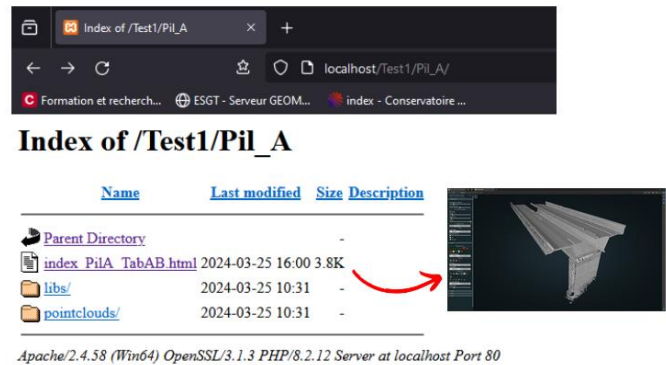 Index of /Test1/Pil_A
localhost/Test1/Pil_A/
Formation et recherch... ESGT - Serveur GEOM... index - Conservatoire ...
Index of /Test1/Pil_A
Name Last modified Size Description
Parent Directory -
index_PilA_TabAB.html 2024-03-25 16:00 3.8K
libs/ 2024-03-25 10:31 -
pointclouds/ 2024-03-25 10:31 -
Apache/2.4.58 (Win64) OpenSSL/3.1.3 PHP/8.2.12 Server at localhost Port 80